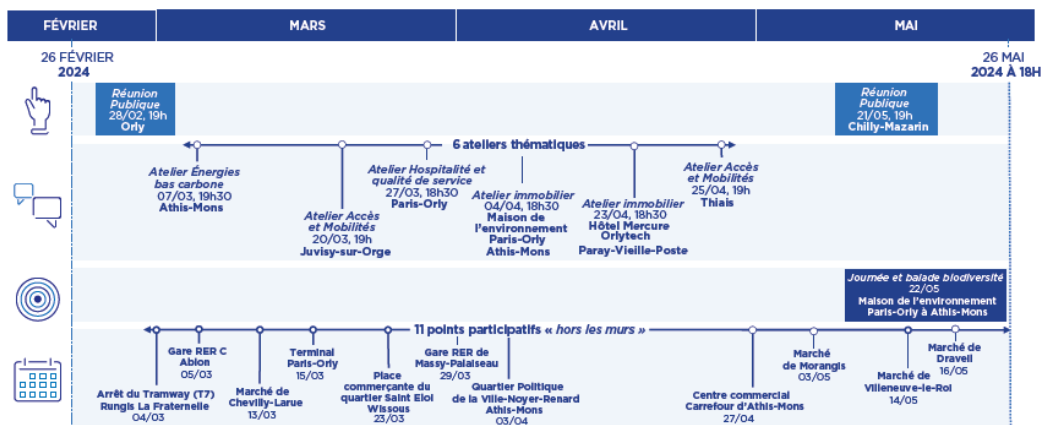 FÉVRIER
MARS
AVRIL
MAI
26 FÉVRIER
2024
26 MAI
2024 À 18H
Réunion
Publique
28/02, 19h
Orly
Réunion
Publique
21/05, 19h
Chilly-Mazarin
6 ateliers thématiques
Atelier Énergies
bas carbone
07/03, 19h30
Athis-Mons
Atelier Accès
et Mobilités
20/03, 19h
Juvisy-sur-Orge
Atelier Hospitalité et
qualité de service
27/03, 18h30
Paris-Orly
Atelier immobilier
04/04, 18h30
Maison de
l'environnement
Paris-Orly
Athis-Mons
Atelier immobilier
23/04, 18h30
Hôtel Mercure
Orlytech
Paray-Vieille-Poste
Atelier Accès
et Mobilités
25/04, 19h
Thiais
Journée et balade biodiversité
22/05
Maison de l'environnement
Paris-Orly à Athis-Mons
11 points participatifs « hors les murs »
Arrêt du Tramway (T7)
Rungis La Fraternelle
04/03
Gare RER C
Ablon
05/03
Marché de
Chevilly-Larue
13/03
Terminal
Paris-Orly
15/03
Place
commerçante du
quartier Saint Eloi
Wissous
23/03
Gare RER de
Massy-Palaiseau
29/03
Quartier Politique
de la Ville-Noyer-Renard
Athis-Mons
03/04
Centre commercial
Carrefour d'Athis-Mons
27/04
Marché
de Morangis
03/05
Marché de
Villeneuve-le-Roi
14/05
Marché de
Draveil
16/05